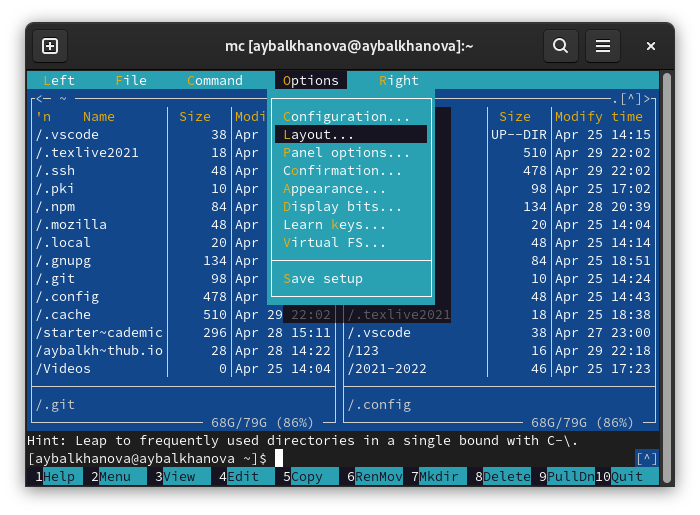 mc [aybalkhanova@aybalkhanova]:~
Left File Command Options Right
<— ~ .[^]>
'n Name Size Modi Size Modify time
/.vscode 38 Apr UP--DIR Apr 25 14:15
/.texlive2021 18 Apr 510 Apr 29 22:02
/.ssh 48 Apr 478 Apr 29 22:02
/.pki 10 Apr 98 Apr 25 17:02
/.npm 84 Apr 134 Apr 28 20:39
/.mozilla 48 Apr 20 Apr 25 14:04
/.local 20 Apr 48 Apr 25 14:14
/.gnupg 134 Apr 84 Apr 25 18:51
/.git 98 Apr 10 Apr 25 14:24
/.config 478 Apr 48 Apr 25 14:43
/.cache 510 Apr 29 22:02 /.texlive2021 18 Apr 25 18:38
/starter~cademic 296 Apr 28 15:11 /.vscode 38 Apr 27 23:00
/aybalkh~thub.io 28 Apr 28 14:22 /123 16 Apr 29 22:18
/Videos 0 Apr 25 14:04 /2021-2022 46 Apr 25 17:23
Configuration...
Layout...
Panel options...
Confirmation...
Appearance...
Display bits...
Learn keys...
Virtual FS...
Save setup
/.git /.config
68G/79G (86%) 68G/79G (86%)
Hint: Leap to frequently used directories in a single bound with C-\.
[aybalkhanova@aybalkhanova ~]$ [^]
1Help 2Menu 3View 4Edit 5Copy 6RenMov 7Mkdir 8Delete 9PullDn 10Quit